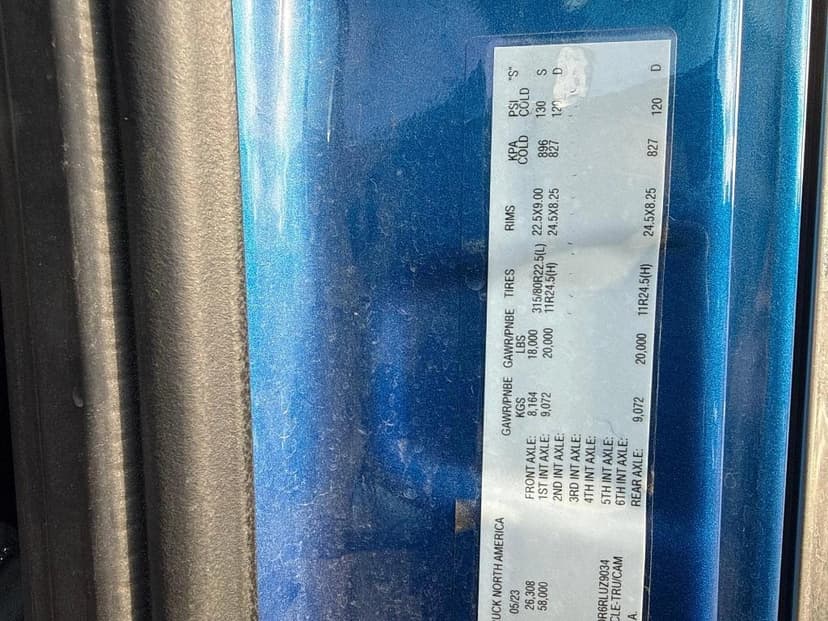 RUCK NORTH AMERICA
05/23
26,308
58,000
GAWR/PNBE GAWR/PNBE TIRES RIMS KPA PSI "S"
KGS LBS COLD COLD
FRONT AXLE: 8,164 18,000 315/80R22.5(L) 22.5X9.00 896 130 S
1ST INT AXLE: 9,072 20,000 11R24.5(H) 24.5X8.25 827 D
2ND INT AXLE:
3RD INT AXLE:
4TH INT AXLE:
5TH INT AXLE:
6TH INT AXLE:
REAR AXLE: 9,072 20,000 11R24.5(H) 24.5X8.25 827 120 D
R6RLUZ9034
CLE-TRU/CAM
A.